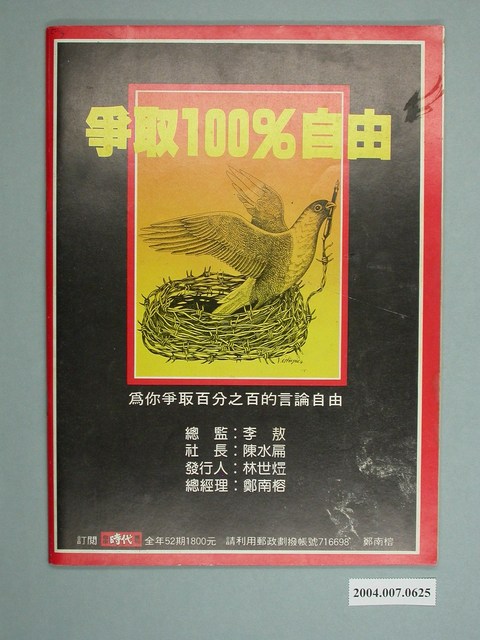 爭取100%自由
為你爭取百分之百的言論自由
總 監：李 敖
社 長：陳水扁
發行人：林世煜
總經理：鄭南榕
訂閱 時代 全年52期1800元 請利用郵政劃撥帳號716698 鄭南榕
2004.007.0625